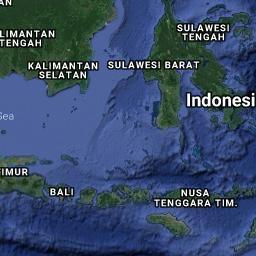 SULAWESI
TENGAH
LIMANTAN
TENGAH
KALIMANTAN
SELATAN
SULAWESI BARAT
Indonesi
Sea
TIMUR
BALI
NUSA
TENGGARA TIM.